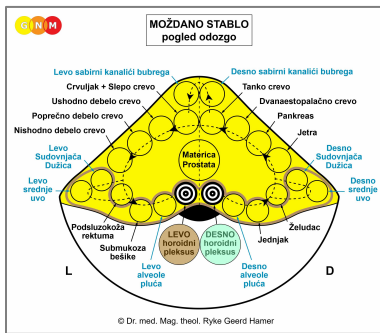 G N M
MOŽDANO STABLO
pogled odozgo
Levo sabirni kanalići bubrega
Desno sabirni kanalići bubrega
Crvuljak + Slepo crevo
Tanko crevo
Ushodno debelo crevo
Dvanaestopalačno crevo
Poprečno debelo crevo
Pankreas
Nishodno debelo crevo
Jetra
Levo
Sudovnjača
Dužica
Desno
Sudovnjača
Dužica
Materica
Prostata
Levo
srednje
uvo
Desno
srednje
uvo
Podsluzokoža
rektuma
Submukoza
bešike
LEVO
horoidni
pleksus
DESNO
horoidni
pleksus
Želudac
Jednjak
Levo
alveole
pluća
Desno
alveole
pluća
L
D
© Dr. med. Mag. theol. Ryke Geerd Hamer